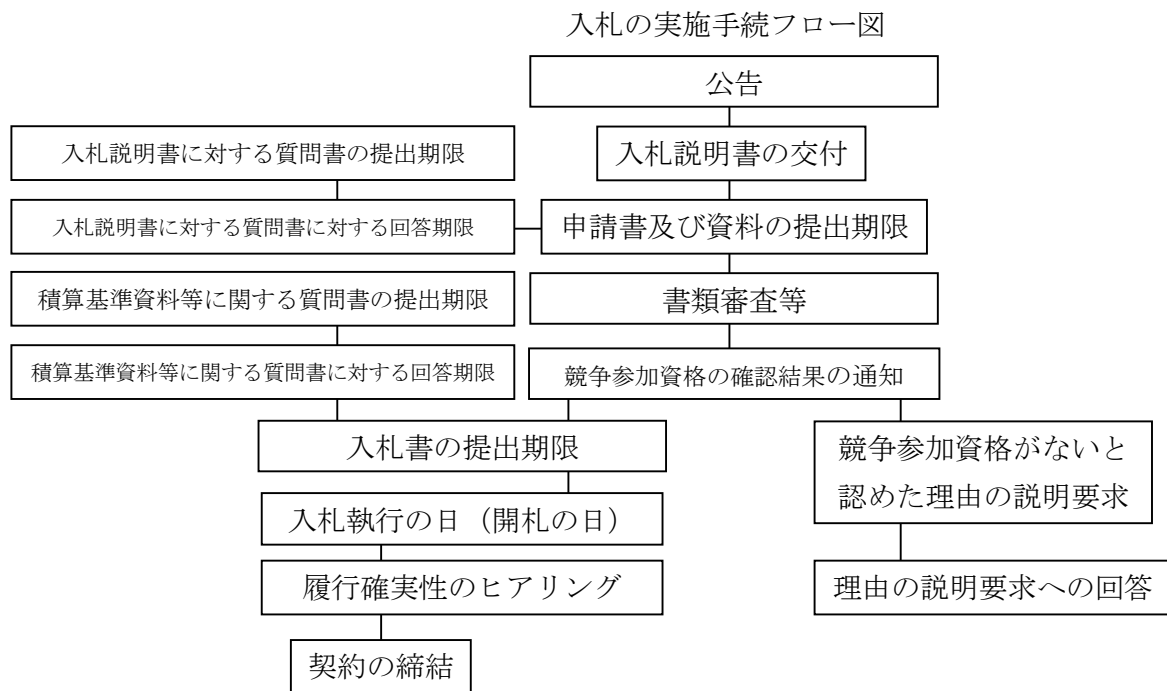 入札の実施手続フロー図
公告
入札説明書に対する質問書の提出期限
入札説明書の交付
入札説明書に対する質問書に対する回答期限
申請書及び資料の提出期限
積算基準資料等に関する質問書の提出期限
書類審査等
積算基準資料等に関する質問書に対する回答期限
競争参加資格の確認結果の通知
入札書の提出期限
競争参加資格がないと
認めた理由の説明要求
入札執行の日（開札の日）
履行確実性のヒアリング
理由の説明要求への回答
契約の締結